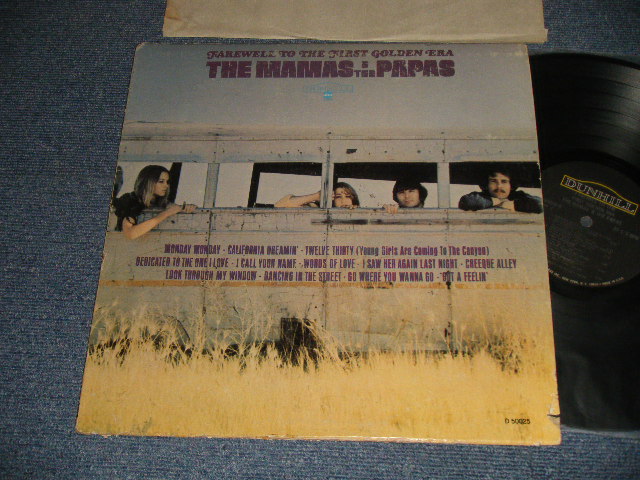 FAREWELL TO THE FIRST GOLDEN ERA
THE MAMAS & THE PAPAS
MONDAY MONDAY - CALIFORNIA DREAMIN' - TWELVE THIRTY (Young Girls Are Coming To The Canyon)
DEDICATED TO THE ONE I LOVE - I CALL YOUR NAME - WORDS OF LOVE - I SAW HER AGAIN LAST NIGHT - CREEQUE ALLEY
LOOK THROUGH MY WINDOW - DANCING IN THE STREET - GO WHERE YOU WANNA GO - GOT A FEELIN'
D 50025
DUNHILL